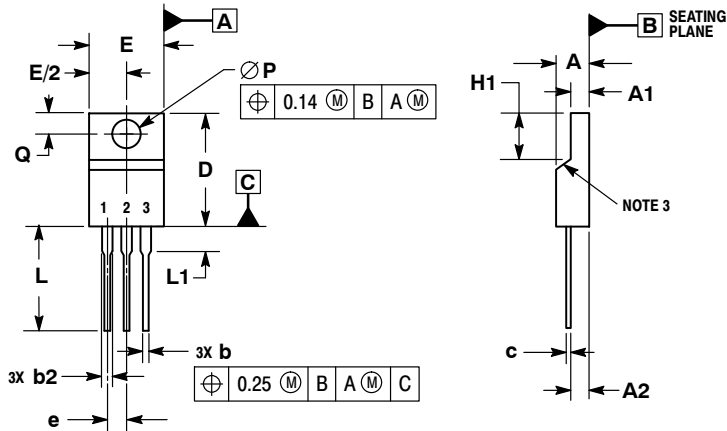 A
E
E/2
Ø P
⌖ 0.14 Ⓜ B A Ⓜ
Q
D
C
1 2 3
L
L1
3X b
3X b2
⌖ 0.25 Ⓜ B A Ⓜ C
e
B SEATING
PLANE
A
H1
A1
NOTE 3
c
A2